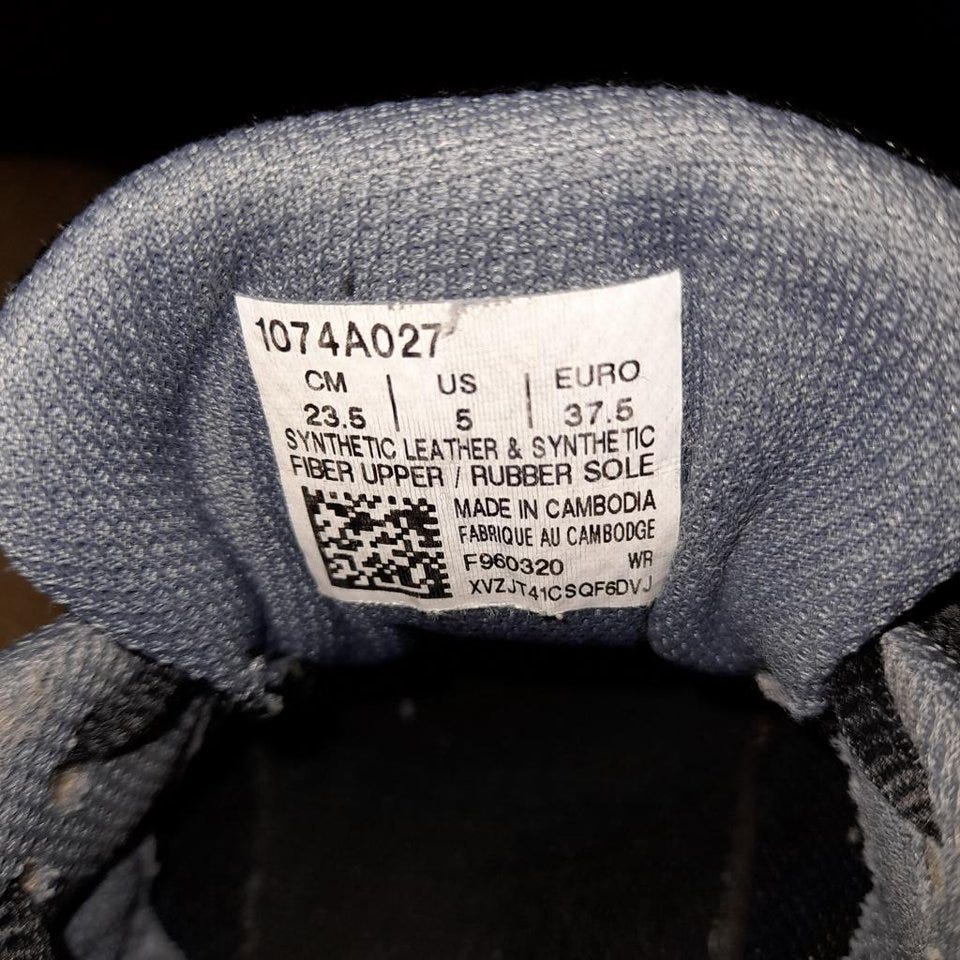 1074A027
CM | US | EURO
23.5 | 5 | 37.5
SYNTHETIC LEATHER & SYNTHETIC
FIBER UPPER / RUBBER SOLE
MADE IN CAMBODIA
FABRIQUE AU CAMBODGE
F960320 WR
XVZJT41CSQF6DVJ